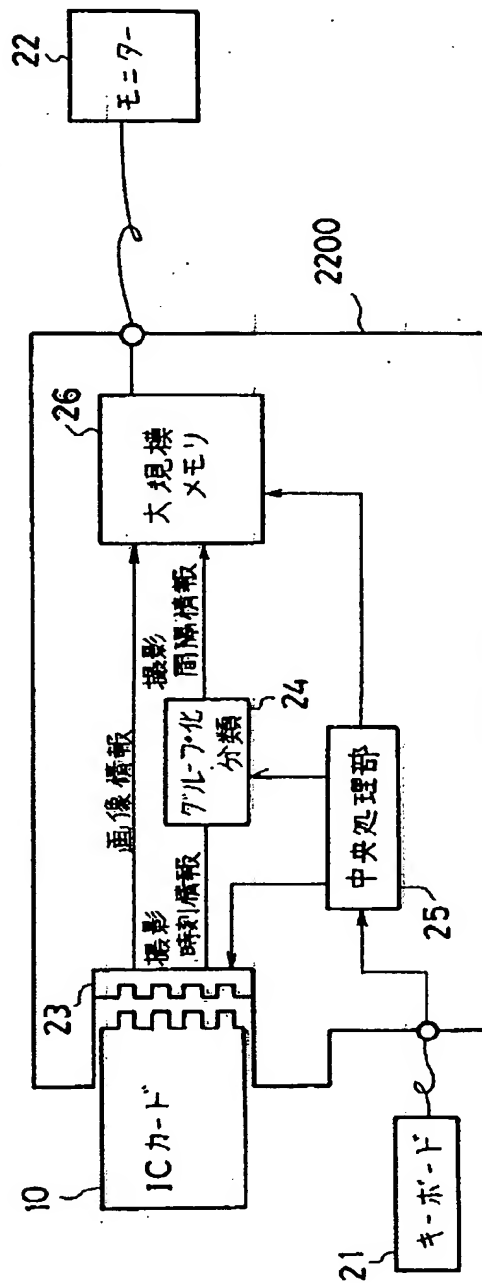 22
モニター
2200
26
大規模
メモリ
画像情報
撮影
間隔情報
24
グループ化
分類
撮影
時刻情報
中央処理部
25
23
10
ICカード
21
キーボード